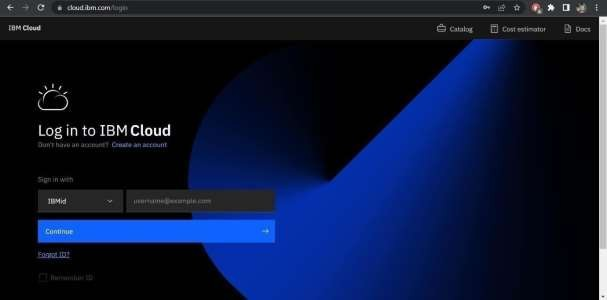 cloud.ibm.com/login
IBM Cloud
Catalog
Cost estimator
Docs
Log in to IBM Cloud
Don't have an account? Create an account
Sign in with
IBMid
username@example.com
Continue
Forgot ID?
Remember ID